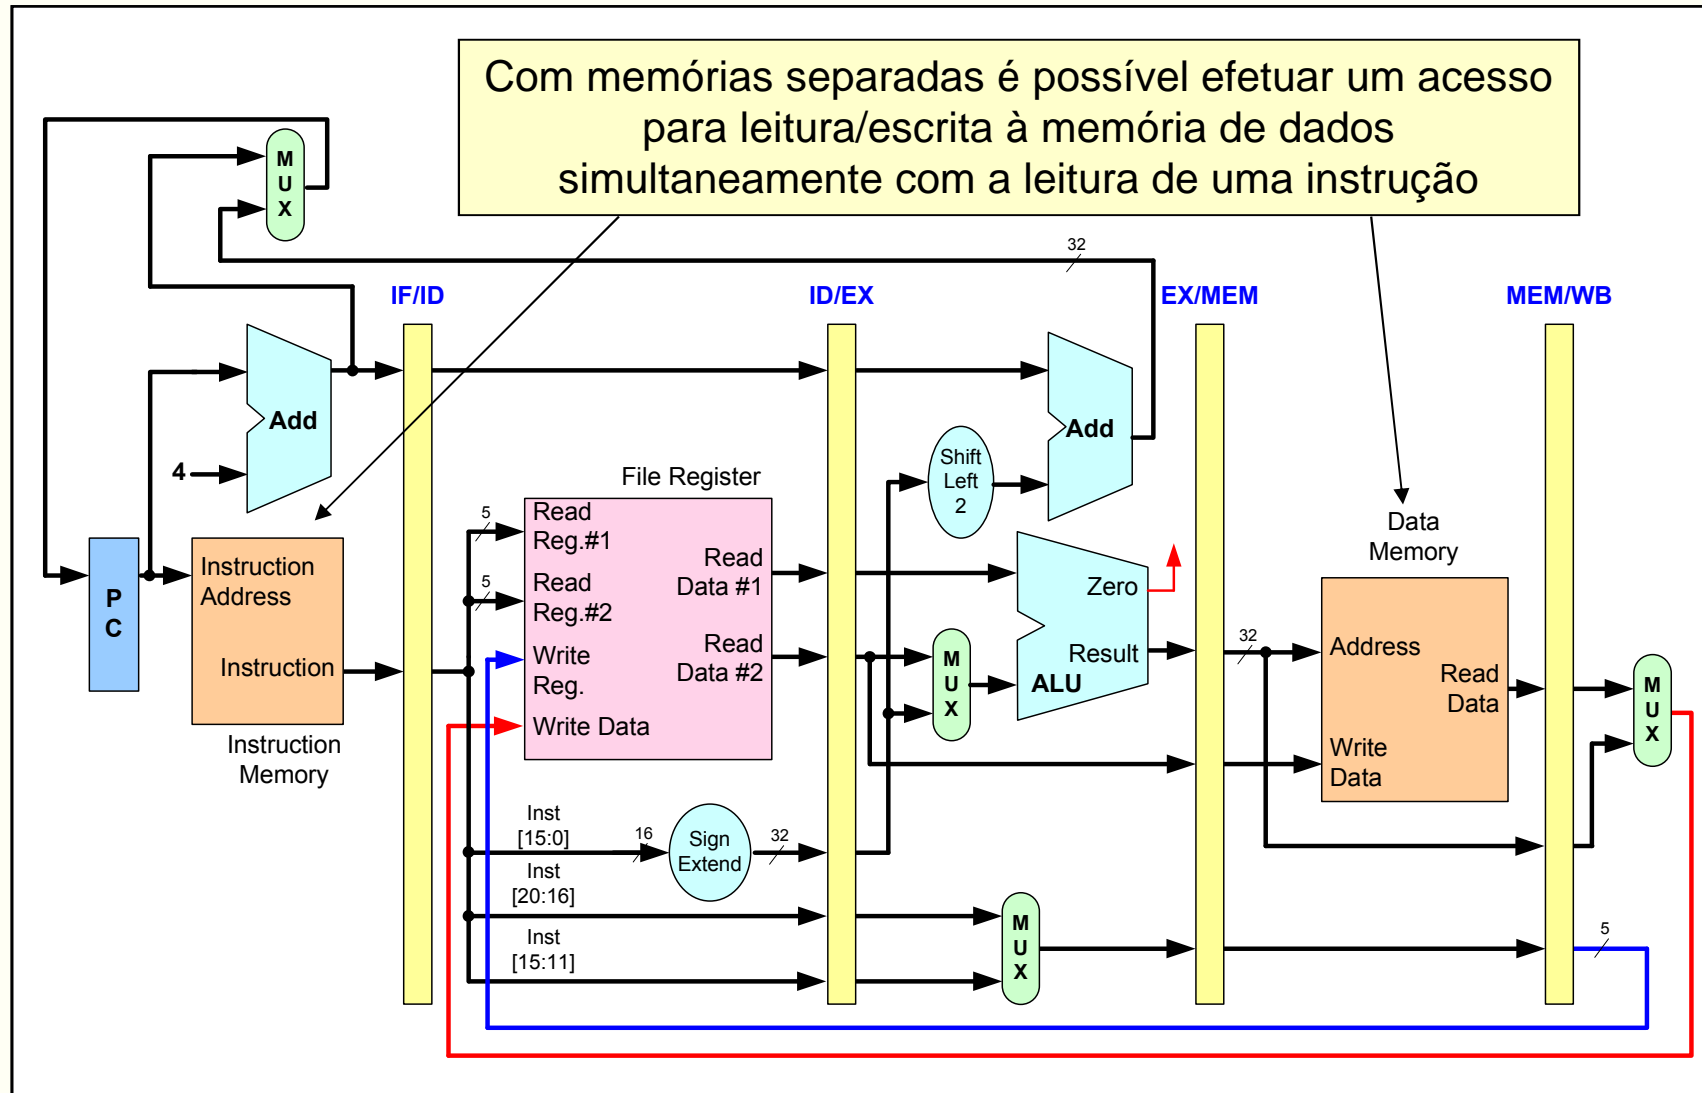 Com memórias separadas é possível efetuar um acesso
para leitura/escrita à memória de dados
simultaneamente com a leitura de uma instrução
M
U
X
32
IF/ID
ID/EX
EX/MEM
MEM/WB
Add
4
Add
Shift
Left
2
File Register
Data
Memory
P
C
Instruction
Address
Instruction
Instruction
Memory
5
Read
Reg.#1
5
Read
Reg.#2
Write
Reg.
Write Data
Read
Data #1
Read
Data #2
M
U
X
Zero
Result
ALU
32
Address
Read
Data
Write
Data
M
U
X
Inst
[15:0]
16
Sign
Extend
32
Inst
[20:16]
Inst
[15:11]
M
U
X
5